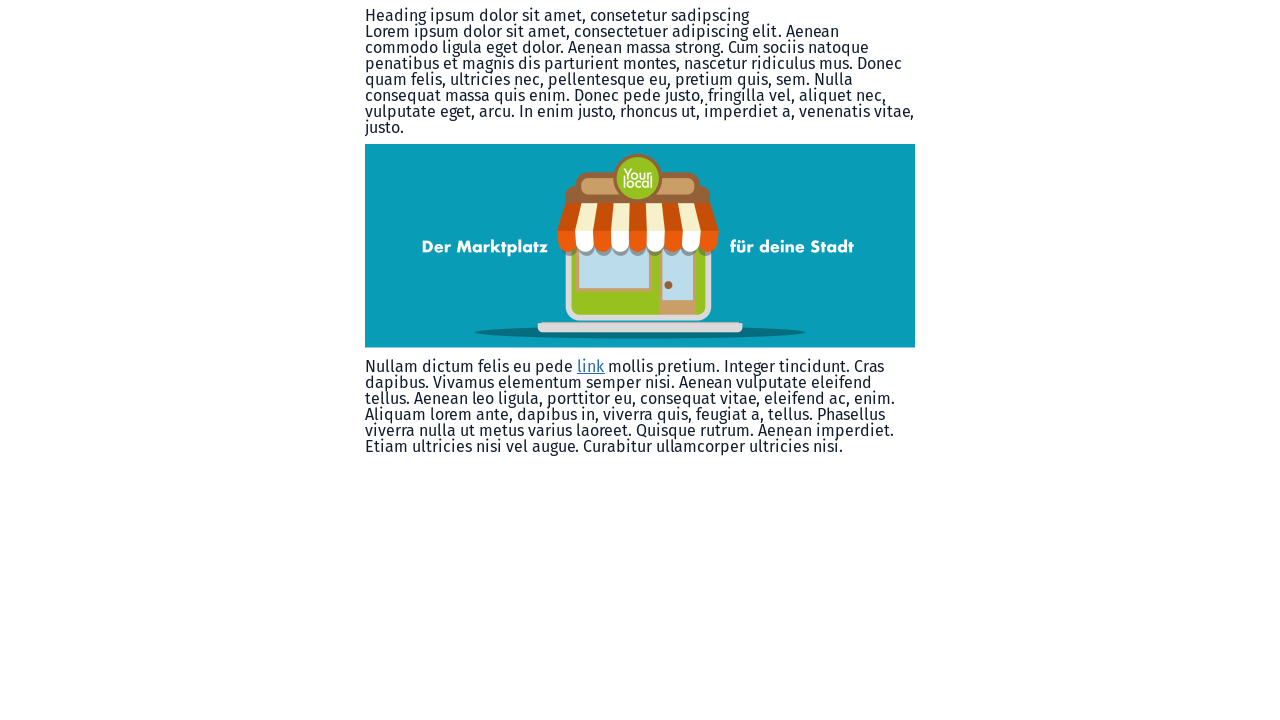 Heading ipsum dolor sit amet, consetetur sadipscing
Lorem ipsum dolor sit amet, consectetuer adipiscing elit. Aenean
commodo ligula eget dolor. Aenean massa strong. Cum sociis natoque
penatibus et magnis dis parturient montes, nascetur ridiculus mus. Donec
quam felis, ultricies nec, pellentesque eu, pretium quis, sem. Nulla
consequat massa quis enim. Donec pede justo, fringilla vel, aliquet nec,
vulputate eget, arcu. In enim justo, rhoncus ut, imperdiet a, venenatis vitae,
justo.
Your
local
Der Marktplatz für deine Stadt
Nullam dictum felis eu pede link mollis pretium. Integer tincidunt. Cras
dapibus. Vivamus elementum semper nisi. Aenean vulputate eleifend
tellus. Aenean leo ligula, porttitor eu, consequat vitae, eleifend ac, enim.
Aliquam lorem ante, dapibus in, viverra quis, feugiat a, tellus. Phasellus
viverra nulla ut metus varius laoreet. Quisque rutrum. Aenean imperdiet.
Etiam ultricies nisi vel augue. Curabitur ullamcorper ultricies nisi.